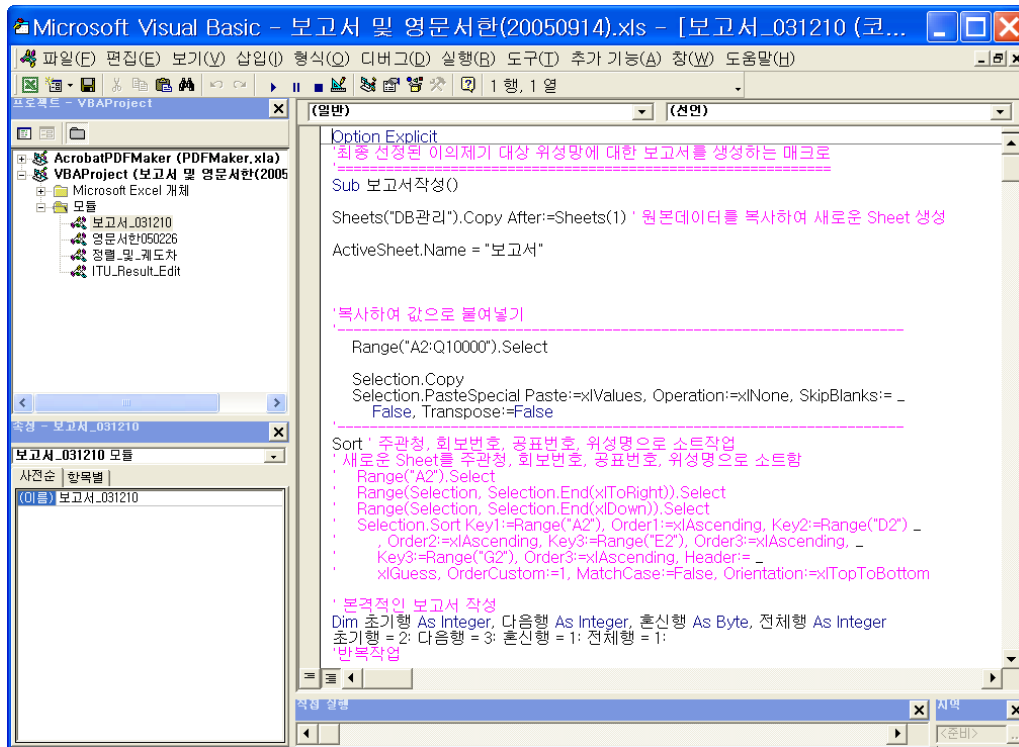 Microsoft Visual Basic - 보고서 및 영문서한(20050914).xls - [보고서_031210 (코...
파일(F) 편집(E) 보기(V) 삽입(I) 형식(O) 디버그(D) 실행(R) 도구(T) 추가 기능(A) 창(W) 도움말(H)
1 행, 1 열
프로젝트 - VBAProject
AcrobatPDFMaker (PDFMaker.xla)
VBAProject (보고서 및 영문서한(2005
Microsoft Excel 개체
모듈
보고서_031210
영문서한050226
정렬_및_궤도차
ITU_Result_Edit
속성 - 보고서_031210
보고서_031210 모듈
사전순 항목별
(이름) 보고서_031210
(일반) (선언)
Option Explicit
'최종 선정된 이의제기 대상 위성망에 대한 보고서를 생성하는 매크로
'============================================================
Sub 보고서작성()
Sheets("DB관리").Copy After:=Sheets(1) ' 원본데이터를 복사하여 새로운 Sheet 생성
ActiveSheet.Name = "보고서"
'복사하여 값으로 붙여넣기
'----------------------------------------------------------------------
Range("A2:Q10000").Select
Selection.Copy
Selection.PasteSpecial Paste:=xlValues, Operation:=xlNone, SkipBlanks:= _
False, Transpose:=False
'----------------------------------------------------------------------
Sort ' 주관청, 회보번호, 공표번호, 위성명으로 소트작업
' 새로운 Sheet를 주관청, 회보번호, 공표번호, 위성명으로 소트함
' Range("A2").Select
' Range(Selection, Selection.End(xlToRight)).Select
' Range(Selection, Selection.End(xlDown)).Select
' Selection.Sort Key1:=Range("A2"), Order1:=xlAscending, Key2:=Range("D2") _
' , Order2:=xlAscending, Key3:=Range("E2"), Order3:=xlAscending, _
' Key3:=Range("G2"), Order3:=xlAscending, Header:= _
' xlGuess, OrderCustom:=1, MatchCase:=False, Orientation:=xlTopToBottom
' 본격적인 보고서 작성
Dim 초기행 As Integer, 다음행 As Integer, 혼신행 As Byte, 전체행 As Integer
초기행 = 2: 다음행 = 3: 혼신행 = 1: 전체행 = 1:
'반복작업
직접 실행
지역
<준비>
...